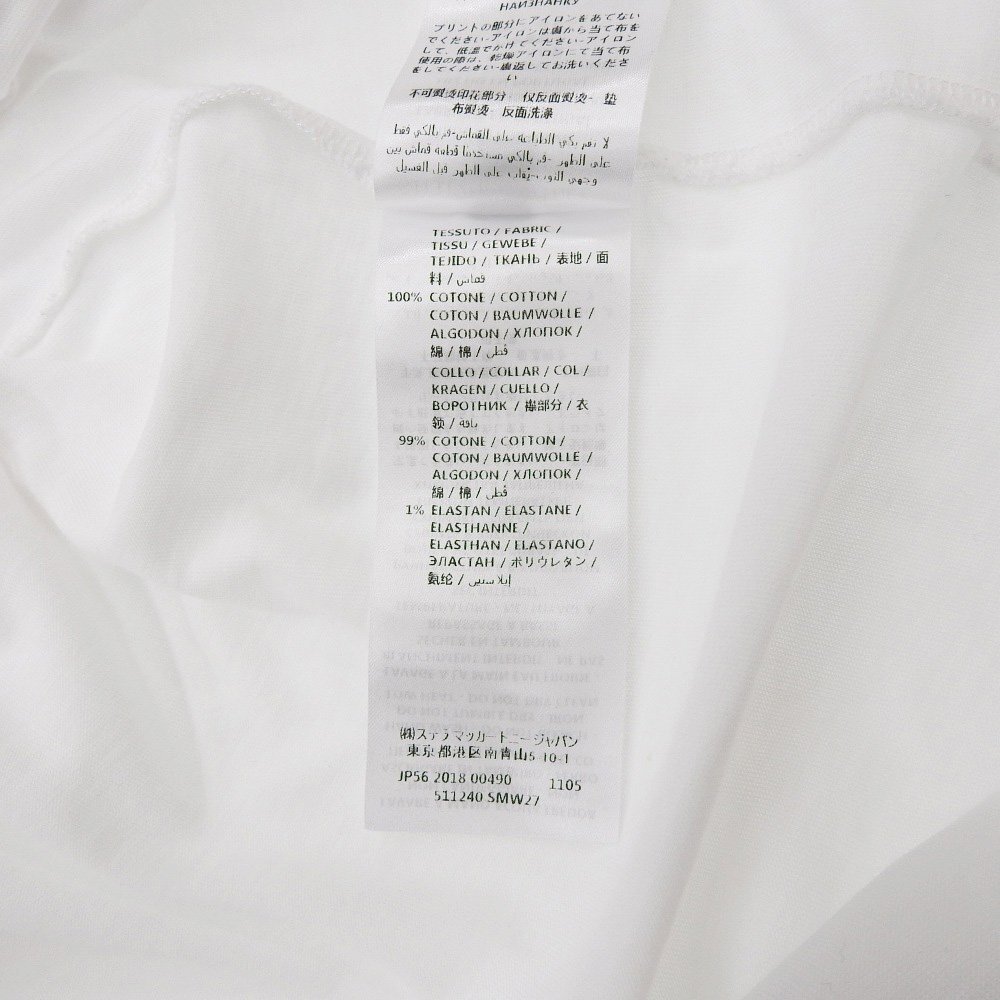 НАИЗНАНКУ
プリントの部分にアイロンをあてない
でください-アイロンは裏から当て布を
して、低温でかけてください-アイロン
使用の際は、乾燥アイロンにて当て布
をしてください-裏返してお洗いくださ
い
不可熨烫印花部分- 仅反面熨烫- 垫
布熨烫- 反面洗涤
على الظهر
قبل الغسيل
TESSUTO / FABRIC /
TISSU / GEWEBE /
TEJIDO / ТКАНЬ / 表地 / 面
料 / قماش
100% COTONE / COTTON /
COTON / BAUMWOLLE /
ALGODON / ХЛОПОК /
綿 / 棉 / قطن
COLLO / COLLAR / COL /
KRAGEN / CUELLO /
ВОРОТНИК / 襟部分 / 衣
领 / ياقة
99% COTONE / COTTON /
COTON / BAUMWOLLE /
ALGODON / ХЛОПОК /
綿 / 棉 / قطن
1% ELASTAN / ELASTANE /
ELASTHANNE /
ELASTHAN / ELASTANO /
ЭЛАСТАН / ポリウレタン /
氨纶 / إيلاستين
㈱ステラマッカートニー ジャパン
東京都港区南青山5-10-1
JP56 2018 00490 1105
511240 SMW27